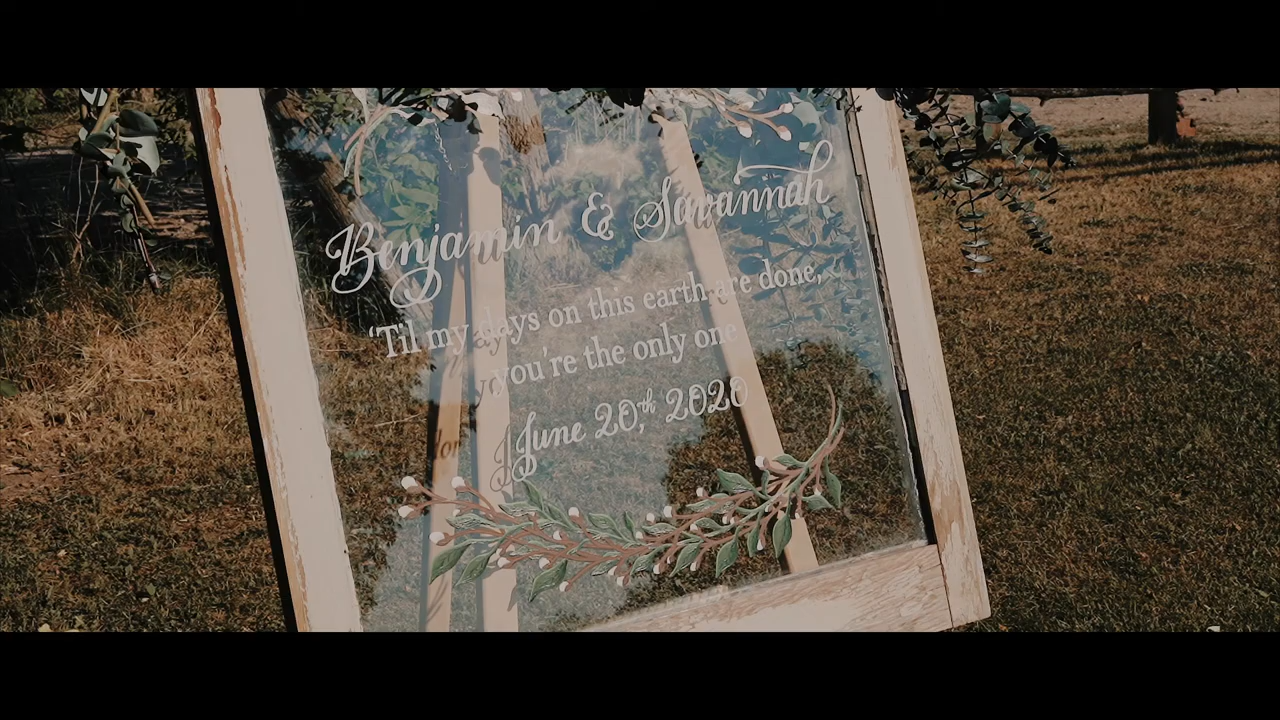 Benjamin & Savannah
‘Til my days on this earth are done,
you're the only one
June 20th, 2020